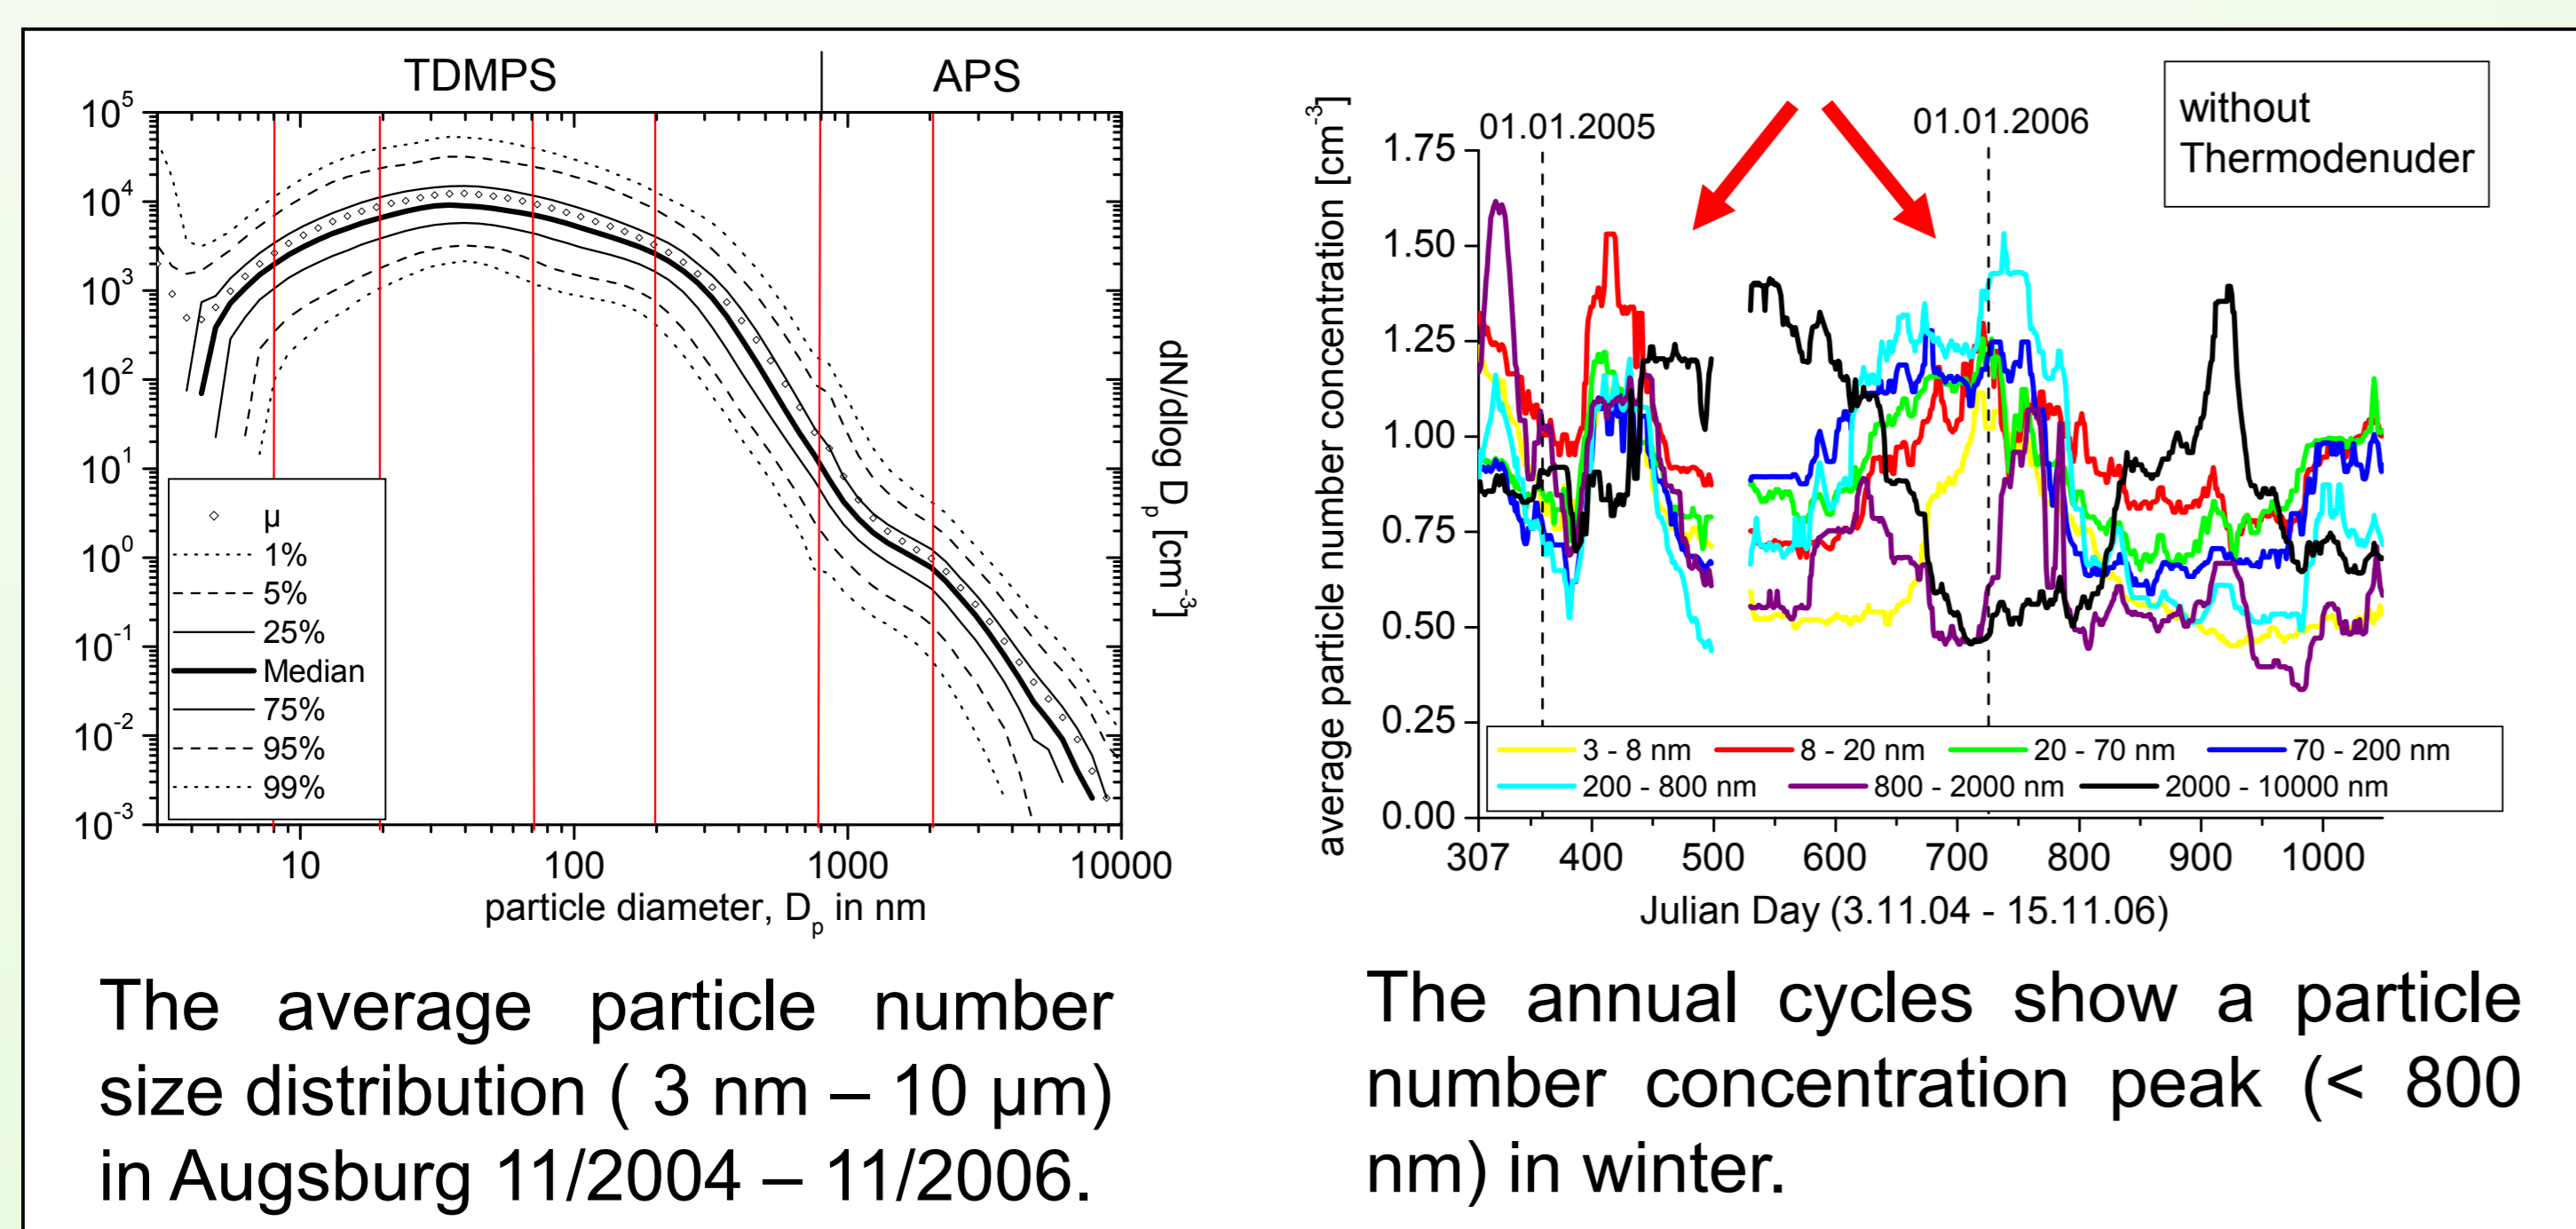 TDMPS
APS
10^5
10^4
10^3
10^2
10^1
10^0
10^-1
10^-2
10^-3
µ
1%
5%
25%
Median
75%
95%
99%
10
100
1000
10000
particle diameter, D_p in nm
dN/dlog D_p [cm^-3]
The average particle number
size distribution ( 3 nm – 10 µm)
in Augsburg 11/2004 – 11/2006.
01.01.2005
01.01.2006
without
Thermodenuder
average particle number concentration [cm^-3]
1.75
1.50
1.25
1.00
0.75
0.50
0.25
0.00
3 - 8 nm
8 - 20 nm
20 - 70 nm
70 - 200 nm
200 - 800 nm
800 - 2000 nm
2000 - 10000 nm
307
400
500
600
700
800
900
1000
Julian Day (3.11.04 - 15.11.06)
The annual cycles show a particle
number concentration peak (< 800
nm) in winter.